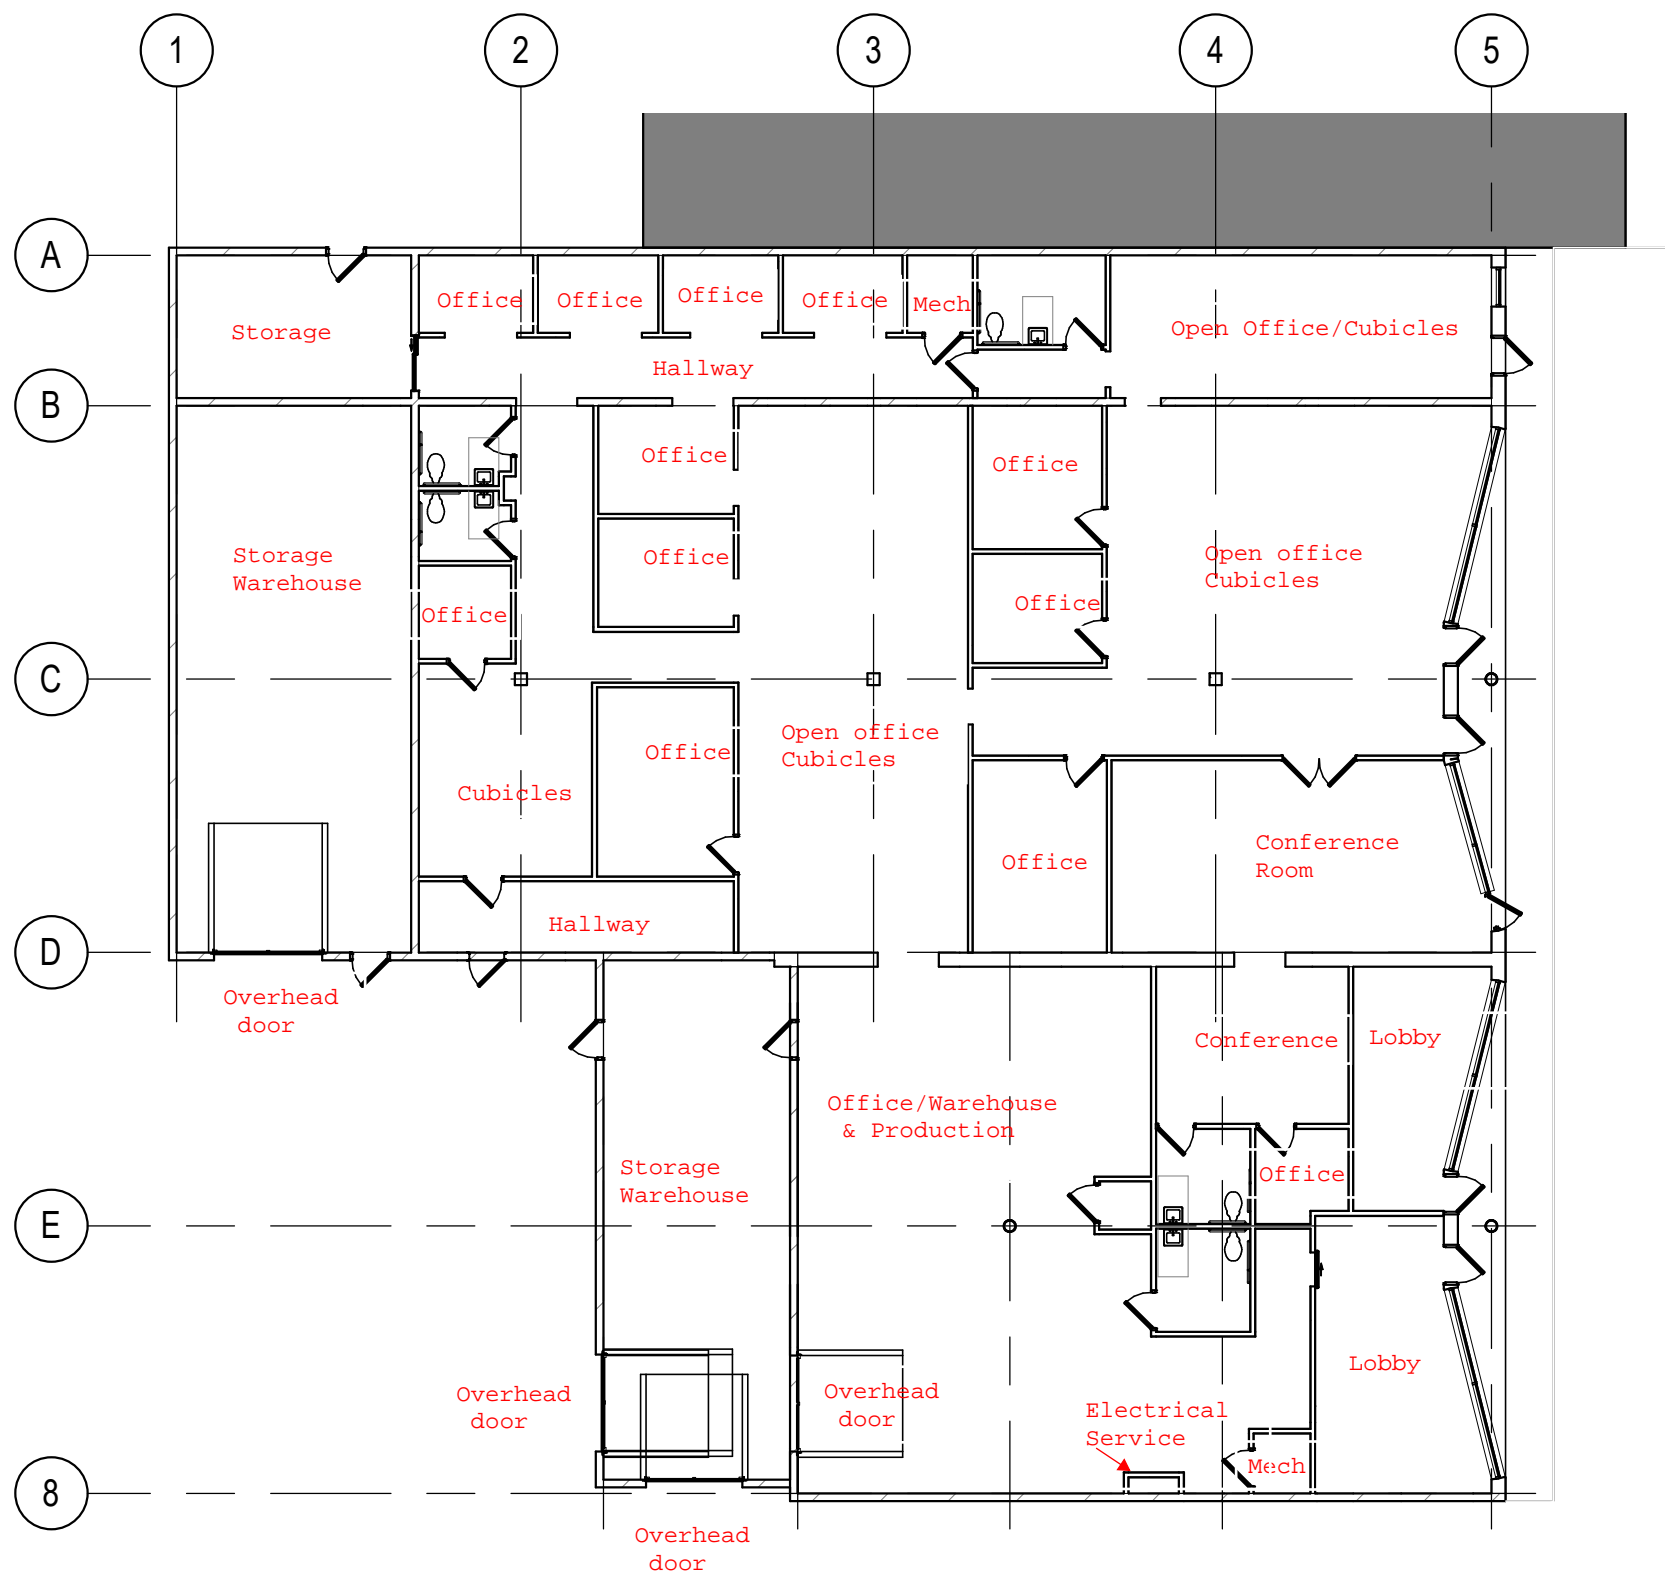 1
2
3
4
5
A
Office
Office
Office
Office
Mech
Storage
Open Office/Cubicles
Hallway
B
Office
Office
Storage
Warehouse
Office
Open office
Cubicles
Office
Office
C
Open office
Cubicles
Office
Cubicles
Conference
Room
Office
Hallway
D
Overhead
door
Conference
Lobby
Office/Warehouse
& Production
Storage
Warehouse
Office
E
Lobby
Overhead
door
Overhead
door
Electrical
Service
Mech
8
Overhead
door